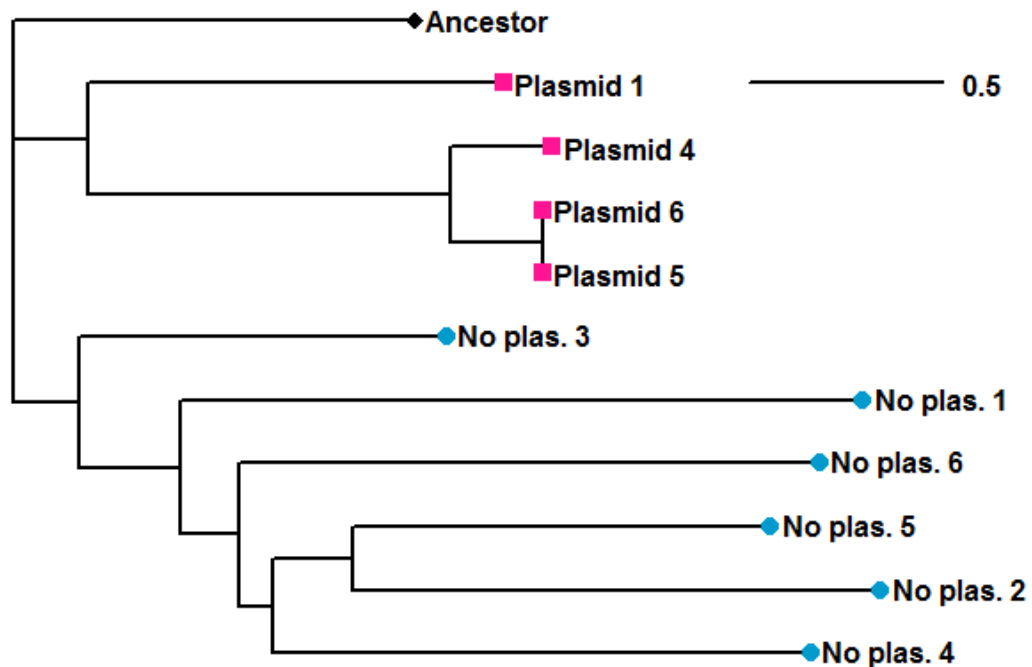 Ancestor
Plasmid 1
0.5
Plasmid 4
Plasmid 6
Plasmid 5
No plas. 3
No plas. 1
No plas. 6
No plas. 5
No plas. 2
No plas. 4